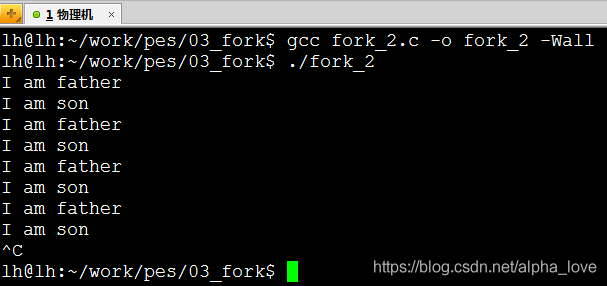 1 物理机 ×
lh@lh:~/work/pes/03_fork$ gcc fork_2.c -o fork_2 -Wall
lh@lh:~/work/pes/03_fork$ ./fork_2
I am father
I am son
I am father
I am son
I am father
I am son
I am father
I am son
^C
lh@lh:~/work/pes/03_fork$
https://blog.csdn.net/alpha_love